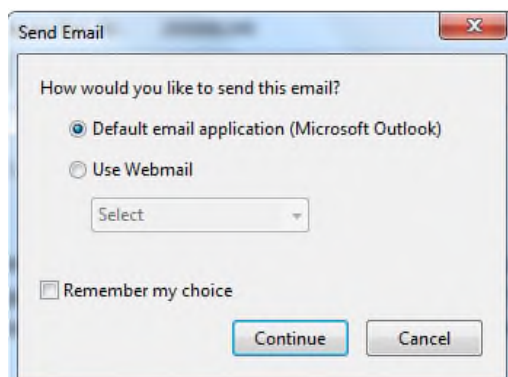 Send Email
How would you like to send this email?
Default email application (Microsoft Outlook)
Use Webmail
Select
Remember my choice
Continue Cancel